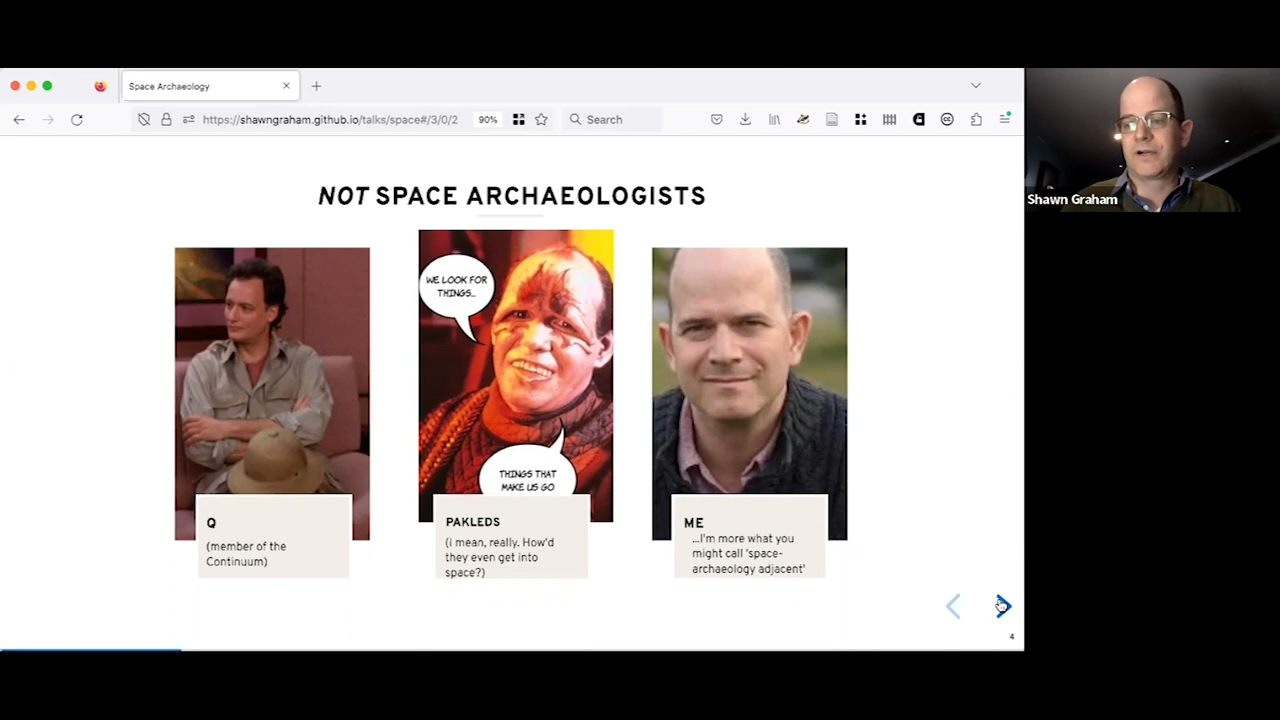 Space Archaeology
https://shawngraham.github.io/talks/space#/3/0/2
90%
Search
Shawn Graham
NOT SPACE ARCHAEOLOGISTS
WE LOOK FOR
THINGS...
THINGS THAT
MAKE US GO
Q
(member of the
Continuum)
PAKLEDS
(i mean, really. How'd
they even get into
space?)
ME
...I'm more what you
might call 'space-
archaeology adjacent'
4